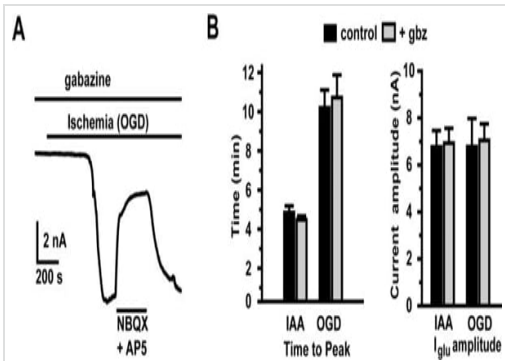 A
gabazine
Ischemia (OGD)
2 nA
200 s
NBQX
+ AP5
B
control + gbz
Time (min)
12
10
8
6
4
2
0
IAA OGD
Time to Peak
Current amplitude (nA)
10
8
6
4
2
0
IAA OGD
Iglu amplitude